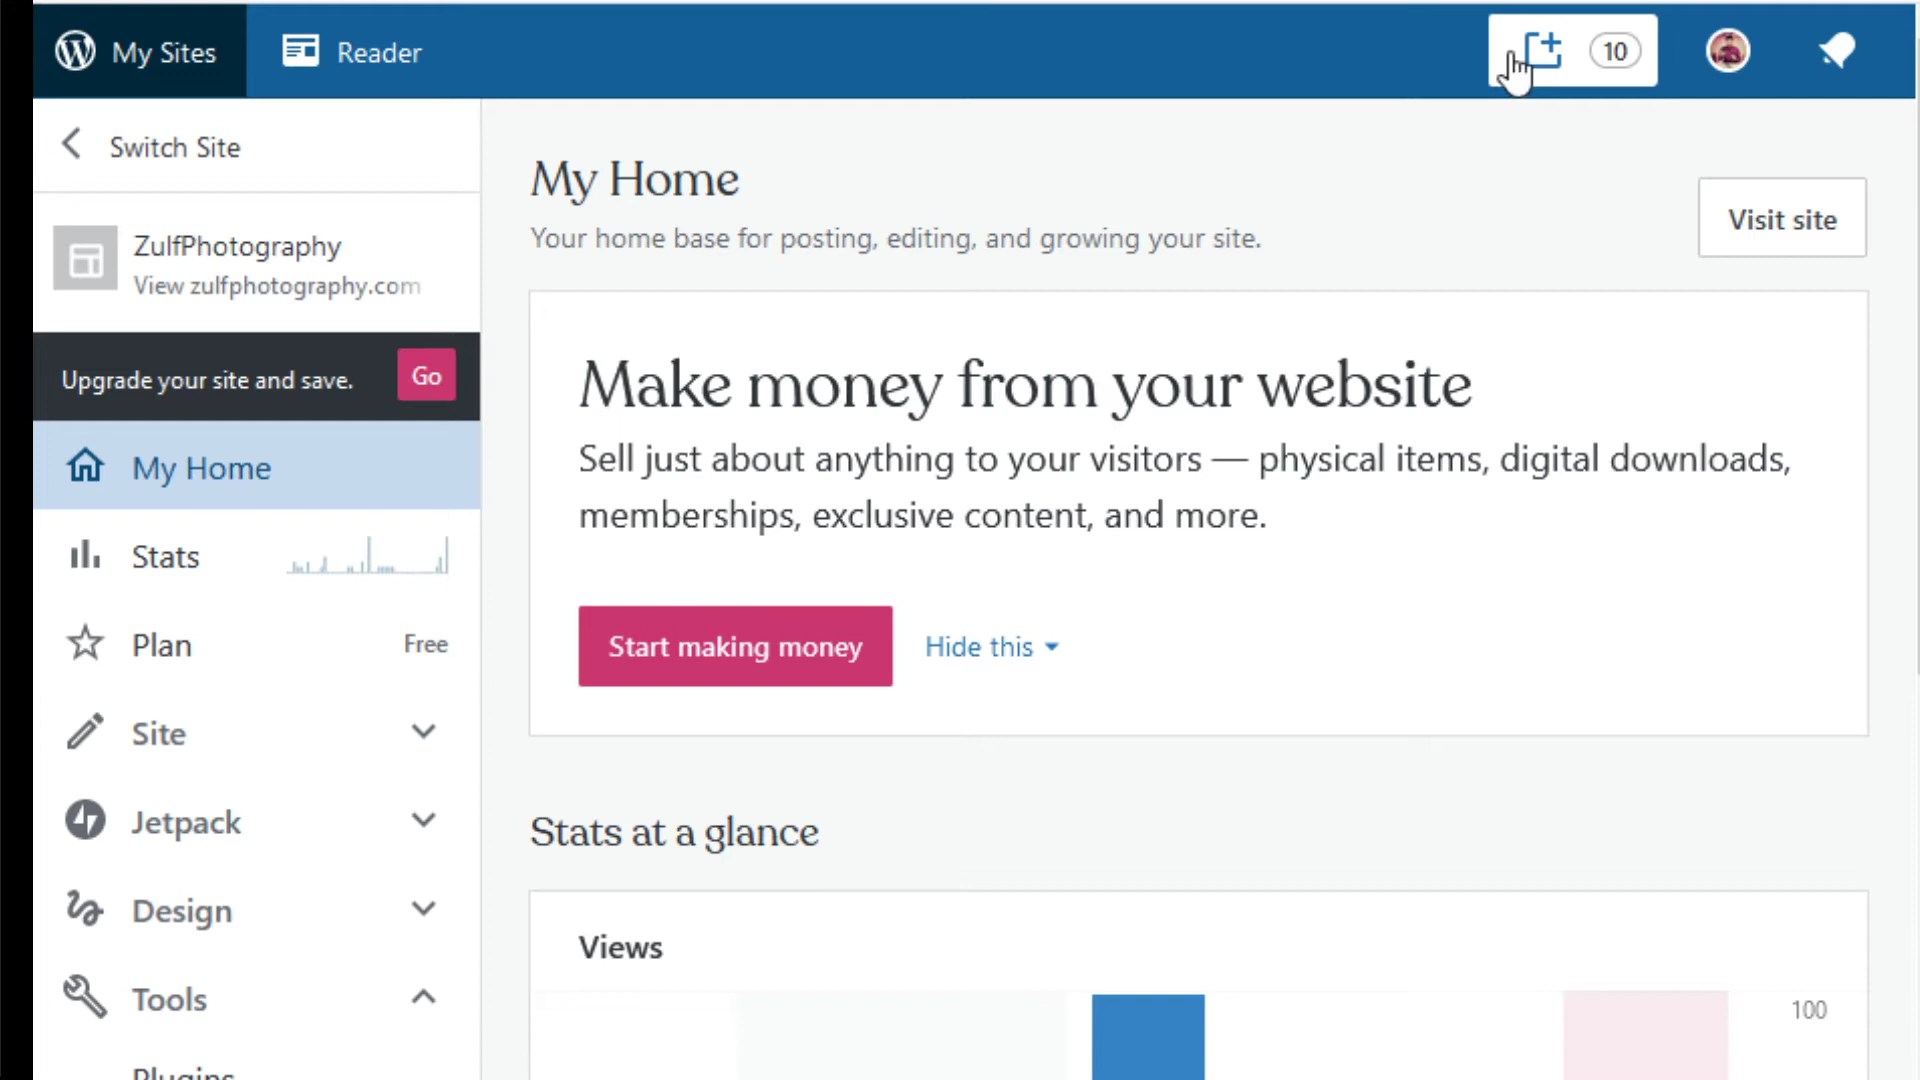 My Sites
Reader
10
Switch Site
ZulfPhotography
View zulfphotography.com
Upgrade your site and save.
Go
My Home
Stats
Plan
Free
Site
Jetpack
Design
Tools
Plugins
My Home
Your home base for posting, editing, and growing your site.
Visit site
Make money from your website
Sell just about anything to your visitors — physical items, digital downloads,
memberships, exclusive content, and more.
Start making money
Hide this
Stats at a glance
Views
100